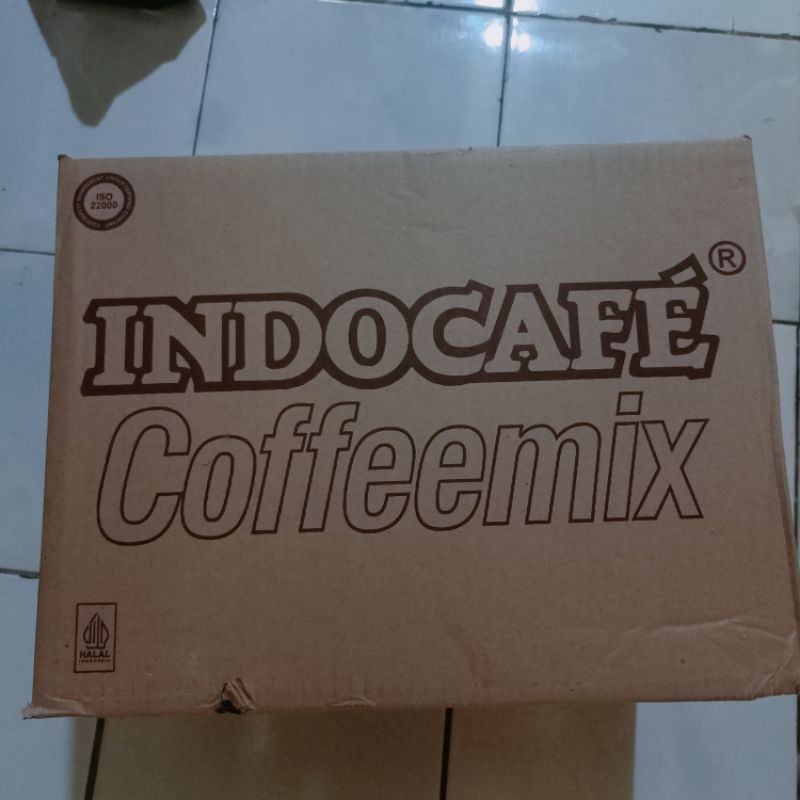 ISO
22000
INDOCAFÉ®
Coffeemix
HALAL
INDONESIA